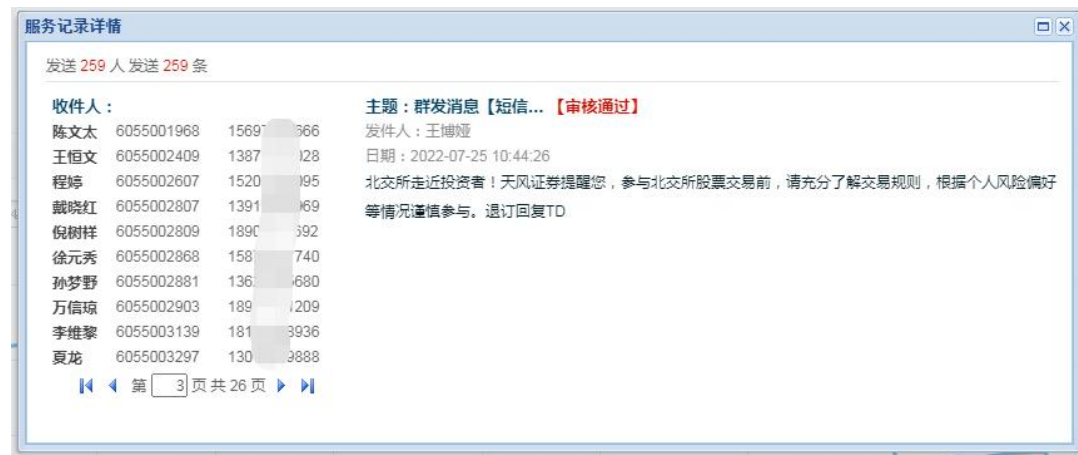 服务记录详情
发送 259 人 发送 259 条
收件人：
陈文太 6055001968 1569 666
王恒文 6055002409 1387 028
程婷 6055002607 1520 095
戴晓红 6055002807 1391 969
倪树祥 6055002809 1890 592
徐元秀 6055002868 158 740
孙梦野 6055002881 136 680
万信琼 6055002903 189 1209
李维黎 6055003139 181 8936
夏龙 6055003297 130 9888
第 3 页 共 26 页
主题：群发消息【短信... 【审核通过】
发件人：王博娅
日期：2022-07-25 10:44:26
北交所走近投资者！天风证券提醒您，参与北交所股票交易前，请充分了解交易规则，根据个人风险偏好
等情况谨慎参与。退订回复TD